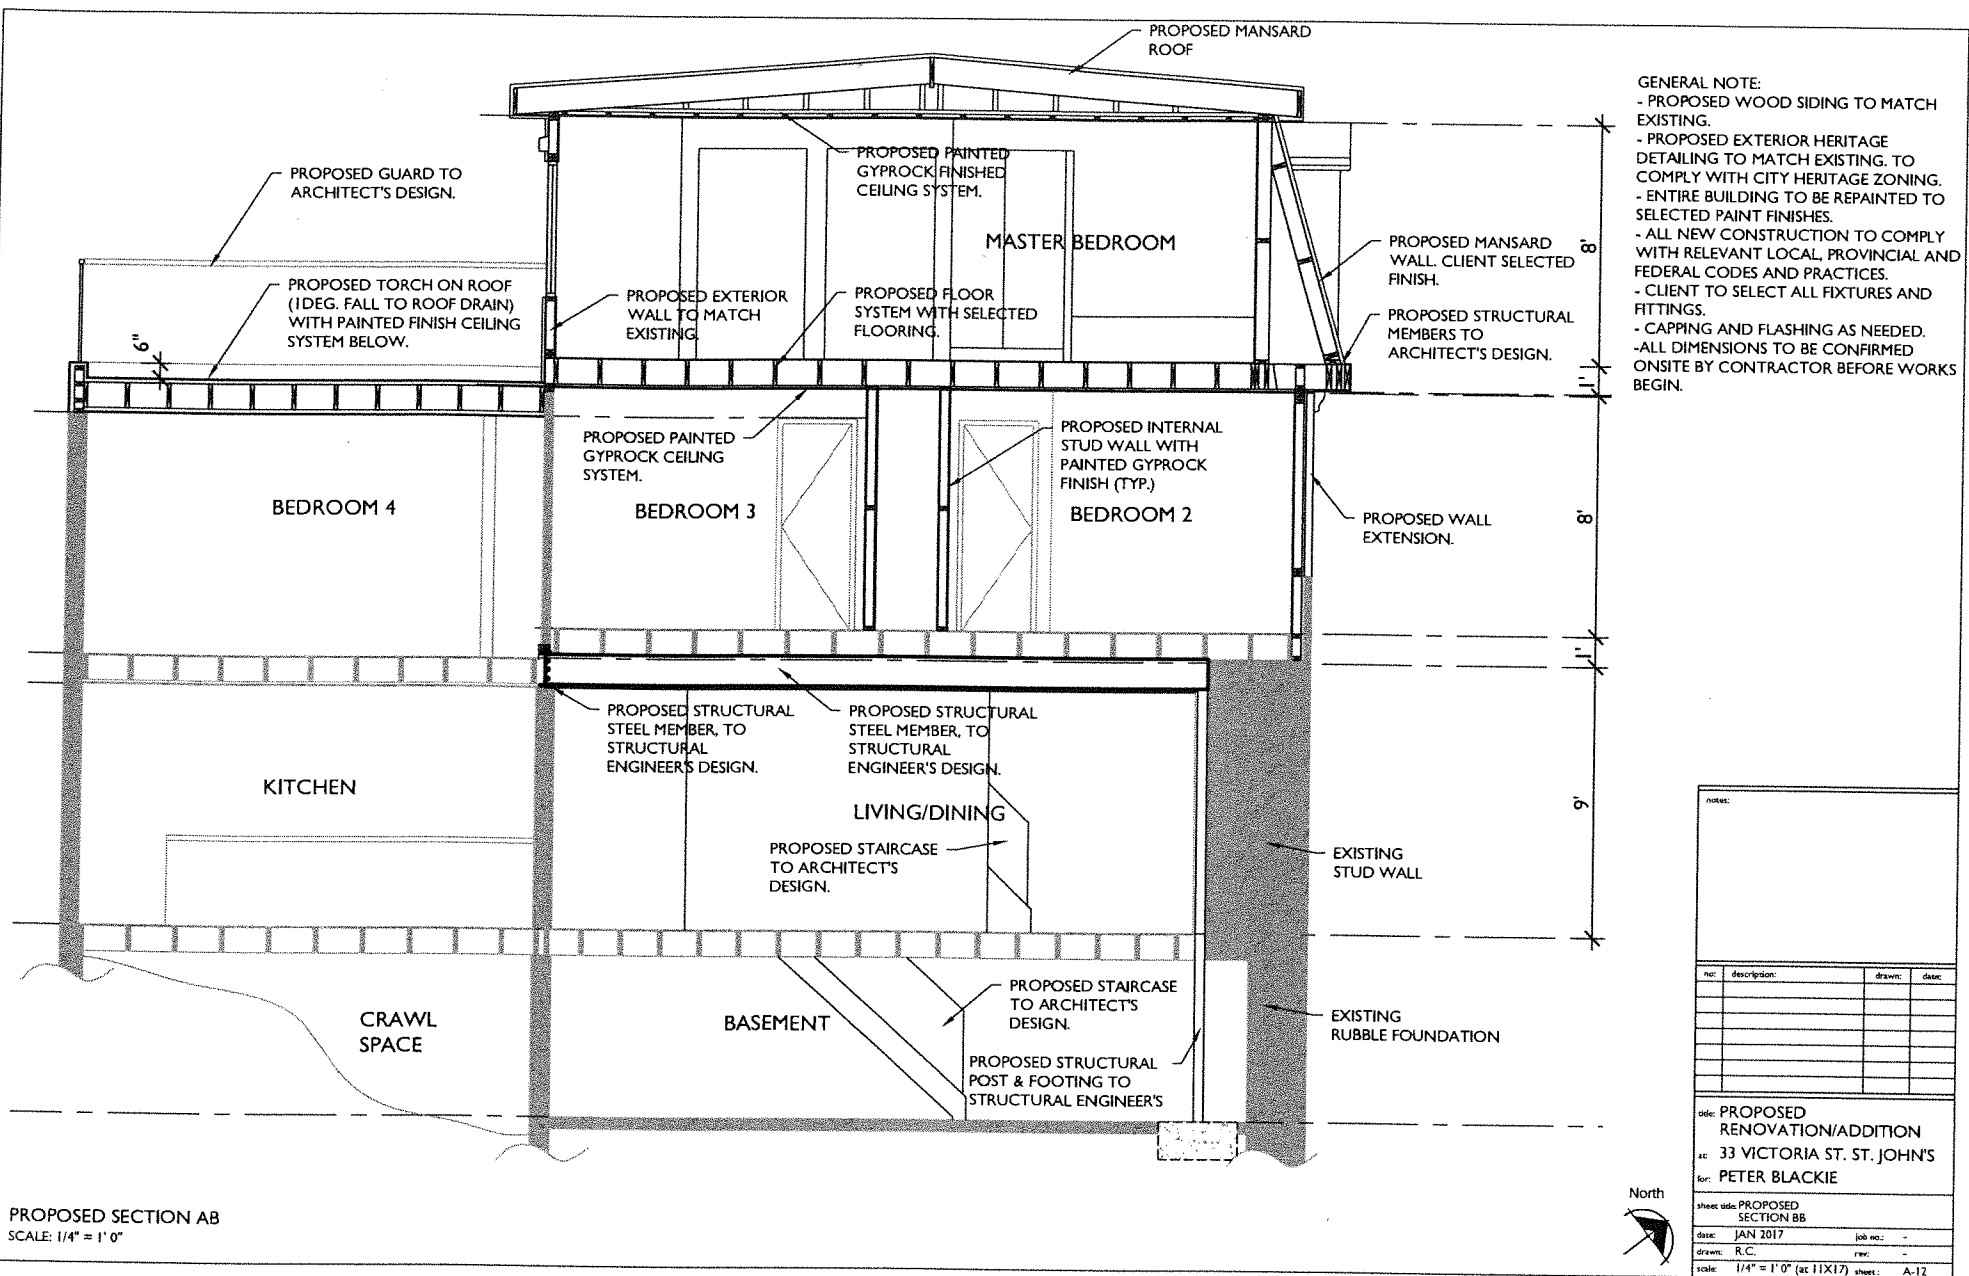 PROPOSED MANSARD
ROOF
GENERAL NOTE:
- PROPOSED WOOD SIDING TO MATCH
EXISTING.
- PROPOSED EXTERIOR HERITAGE
DETAILING TO MATCH EXISTING. TO
COMPLY WITH CITY HERITAGE ZONING.
- ENTIRE BUILDING TO BE REPAINTED TO
SELECTED PAINT FINISHES.
- ALL NEW CONSTRUCTION TO COMPLY
WITH RELEVANT LOCAL, PROVINCIAL AND
FEDERAL CODES AND PRACTICES.
- CLIENT TO SELECT ALL FIXTURES AND
FITTINGS.
- CAPPING AND FLASHING AS NEEDED.
-ALL DIMENSIONS TO BE CONFIRMED
ONSITE BY CONTRACTOR BEFORE WORKS
BEGIN.
PROPOSED GUARD TO
ARCHITECT'S DESIGN.
PROPOSED PAINTED
GYPROCK FINISHED
CEILING SYSTEM.
MASTER BEDROOM
PROPOSED MANSARD
WALL. CLIENT SELECTED
FINISH.
8'
PROPOSED TORCH ON ROOF
(1DEG. FALL TO ROOF DRAIN)
WITH PAINTED FINISH CEILING
SYSTEM BELOW.
6"
PROPOSED EXTERIOR
WALL TO MATCH
EXISTING.
PROPOSED FLOOR
SYSTEM WITH SELECTED
FLOORING.
PROPOSED STRUCTURAL
MEMBERS TO
ARCHITECT'S DESIGN.
1'
PROPOSED PAINTED
GYPROCK CEILING
SYSTEM.
PROPOSED INTERNAL
STUD WALL WITH
PAINTED GYPROCK
FINISH (TYP.)
BEDROOM 4
BEDROOM 3
BEDROOM 2
PROPOSED WALL
EXTENSION.
8'
1'
PROPOSED STRUCTURAL
STEEL MEMBER, TO
STRUCTURAL
ENGINEER'S DESIGN.
PROPOSED STRUCTURAL
STEEL MEMBER, TO
STRUCTURAL
ENGINEER'S DESIGN.
KITCHEN
LIVING/DINING
9'
PROPOSED STAIRCASE
TO ARCHITECT'S
DESIGN.
EXISTING
STUD WALL
CRAWL
SPACE
BASEMENT
PROPOSED STAIRCASE
TO ARCHITECT'S
DESIGN.
EXISTING
RUBBLE FOUNDATION
PROPOSED STRUCTURAL
POST & FOOTING TO
STRUCTURAL ENGINEER'S
PROPOSED SECTION AB
SCALE: 1/4" = 1' 0"
North
notes:
no: description: drawn: date:
title: PROPOSED
RENOVATION/ADDITION
at: 33 VICTORIA ST. ST. JOHN'S
for: PETER BLACKIE
sheet title: PROPOSED
SECTION BB
date: JAN 2017 job no.: -
drawn: R.C. rev: -
scale: 1/4" = 1' 0" (at 11X17) sheet: A-12